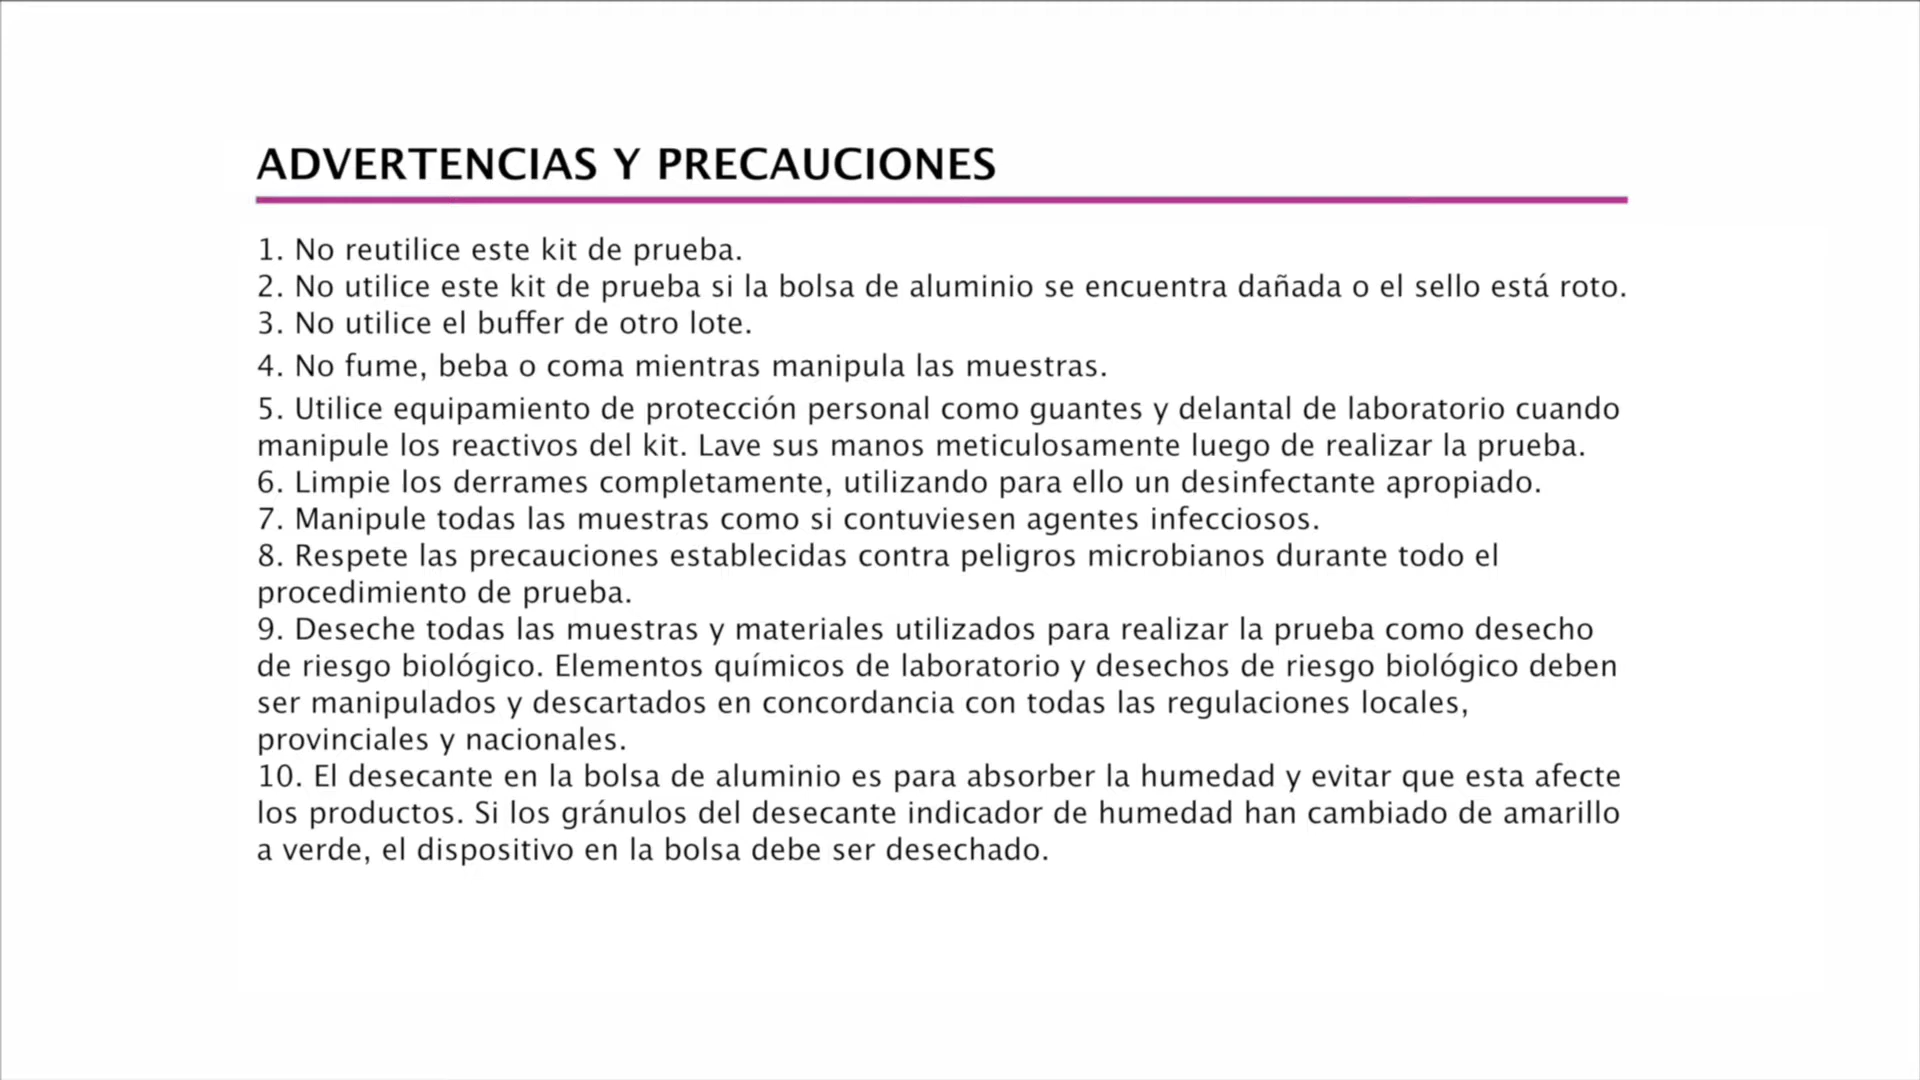 ADVERTENCIAS Y PRECAUCIONES
1. No reutilice este kit de prueba.
2. No utilice este kit de prueba si la bolsa de aluminio se encuentra dañada o el sello está roto.
3. No utilice el buffer de otro lote.
4. No fume, beba o coma mientras manipula las muestras.
5. Utilice equipamiento de protección personal como guantes y delantal de laboratorio cuando
manipule los reactivos del kit. Lave sus manos meticulosamente luego de realizar la prueba.
6. Limpie los derrames completamente, utilizando para ello un desinfectante apropiado.
7. Manipule todas las muestras como si contuviesen agentes infecciosos.
8. Respete las precauciones establecidas contra peligros microbianos durante todo el
procedimiento de prueba.
9. Deseche todas las muestras y materiales utilizados para realizar la prueba como desecho
de riesgo biológico. Elementos químicos de laboratorio y desechos de riesgo biológico deben
ser manipulados y descartados en concordancia con todas las regulaciones locales,
provinciales y nacionales.
10. El desecante en la bolsa de aluminio es para absorber la humedad y evitar que esta afecte
los productos. Si los gránulos del desecante indicador de humedad han cambiado de amarillo
a verde, el dispositivo en la bolsa debe ser desechado.